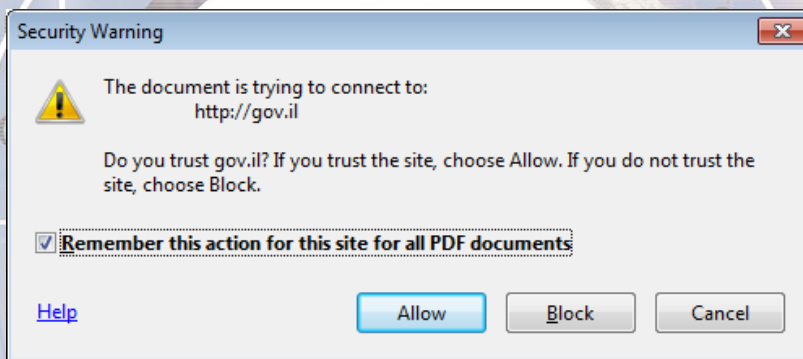 Security Warning
The document is trying to connect to:
http://gov.il
Do you trust gov.il? If you trust the site, choose Allow. If you do not trust the
site, choose Block.
Remember this action for this site for all PDF documents
Help
Allow
Block
Cancel